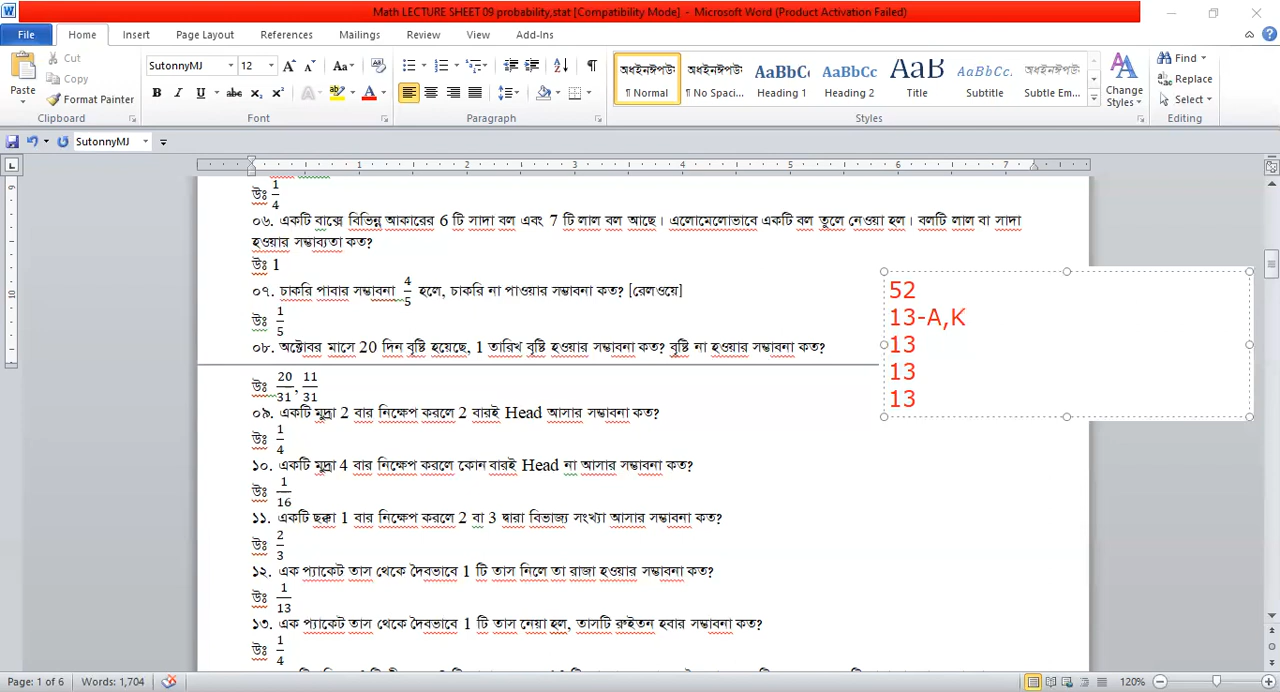 Math LECTURE SHEET 09 probability,stat [Compatibility Mode] - Microsoft Word (Product Activation Failed)
File Home Insert Page Layout References Mailings Review View Add-Ins
Paste Cut Copy Format Painter
SutonnyMJ 12
অধইনঈপউঃ অধইনঈপউঃ AaBbCc AaBbCc AaB AaBbCc. অধইনঈপউঃ
¶ Normal ¶ No Spaci... Heading 1 Heading 2 Title Subtitle Subtle Em...
Change Styles
Find Replace Select
Clipboard Font Paragraph Styles Editing
SutonnyMJ
উঃ 1/4
০৬. একটি বাক্সে বিভিন্ন আকারের 6 টি সাদা বল এবং 7 টি লাল বল আছে। এলোমেলোভাবে একটি বল তুলে নেওয়া হল। বলটি লাল বা সাদা
হওয়ার সম্ভাব্যতা কত?
উঃ 1
০৭. চাকরি পাবার সম্ভাবনা 4/5 হলে, চাকরি না পাওয়ার সম্ভাবনা কত? [রেলওয়ে]
উঃ 1/5
০৮. অক্টোবর মাসে 20 দিন বৃষ্টি হয়েছে, 1 তারিখ বৃষ্টি হওয়ার সম্ভাবনা কত? বৃষ্টি না হওয়ার সম্ভাবনা কত?
উঃ 20/31, 11/31
০৯. একটি মুদ্রা 2 বার নিক্ষেপ করলে 2 বারই Head আসার সম্ভাবনা কত?
উঃ 1/4
১০. একটি মুদ্রা 4 বার নিক্ষেপ করলে কোন বারই Head না আসার সম্ভাবনা কত?
উঃ 1/16
১১. একটি ছক্কা 1 বার নিক্ষেপ করলে 2 বা 3 দ্বারা বিভাজ্য সংখ্যা আসার সম্ভাবনা কত?
উঃ 2/3
১২. এক প্যাকেট তাস থেকে দৈবভাবে 1 টি তাস নিলে তা রাজা হওয়ার সম্ভাবনা কত?
উঃ 1/13
১৩. এক প্যাকেট তাস থেকে দৈবভাবে 1 টি তাস নেয়া হল, তাসটি রুইতন হবার সম্ভাবনা কত?
উঃ 1/4
52
13-A,K
13
13
13
Page: 1 of 6 Words: 1,704 120%